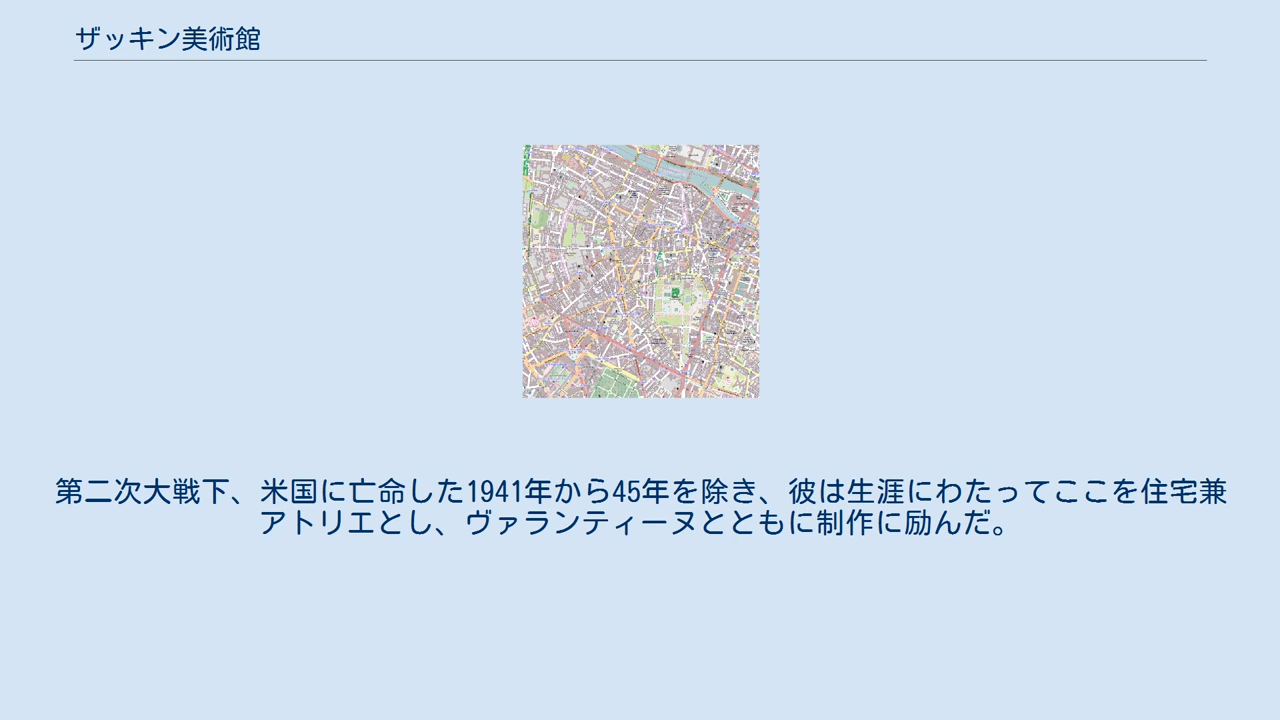 ザッキン美術館
第二次大戦下、米国に亡命した1941年から45年を除き、彼は生涯にわたってここを住宅兼
アトリエとし、ヴァランティーヌとともに制作に励んだ。